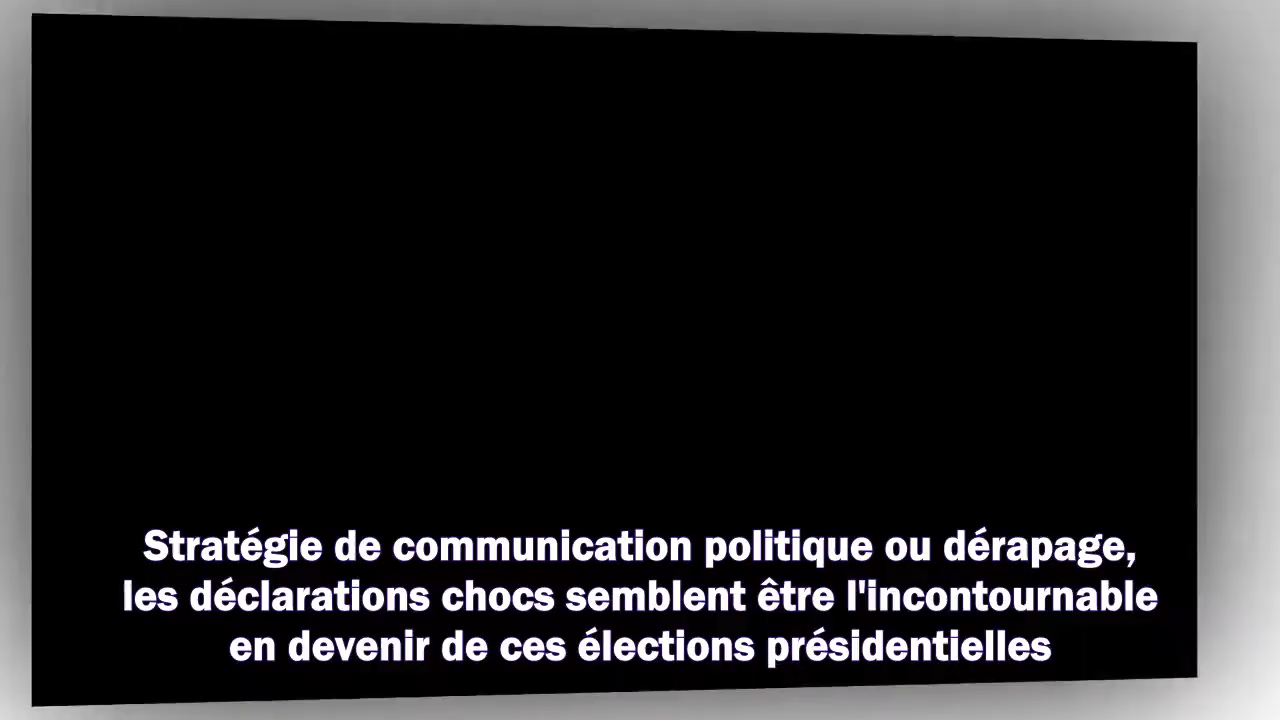 Stratégie de communication politique ou dérapage,
les déclarations chocs semblent être l'incontournable
en devenir de ces élections présidentielles